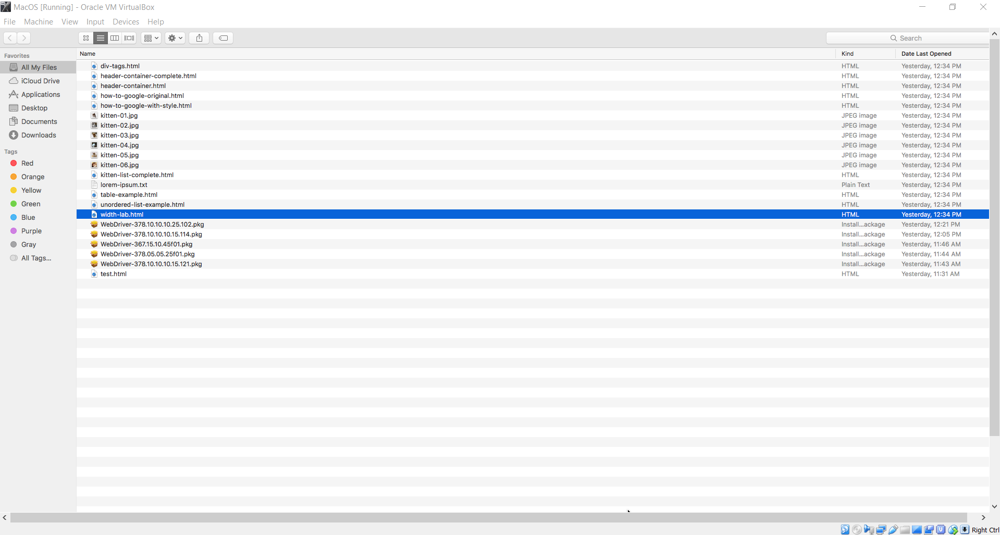 MacOS [Running] - Oracle VM VirtualBox
File Machine View Input Devices Help
Search
Favorites
All My Files
iCloud Drive
Applications
Desktop
Documents
Downloads
Tags
Red
Orange
Yellow
Green
Blue
Purple
Gray
All Tags...
Name Kind Date Last Opened
div-tags.html HTML Yesterday, 12:34 PM
header-container-complete.html HTML Yesterday, 12:34 PM
header-container.html HTML Yesterday, 12:34 PM
how-to-google-original.html HTML Yesterday, 12:34 PM
how-to-google-with-style.html HTML Yesterday, 12:34 PM
kitten-01.jpg JPEG image Yesterday, 12:34 PM
kitten-02.jpg JPEG image Yesterday, 12:34 PM
kitten-03.jpg JPEG image Yesterday, 12:34 PM
kitten-04.jpg JPEG image Yesterday, 12:34 PM
kitten-05.jpg JPEG image Yesterday, 12:34 PM
kitten-06.jpg JPEG image Yesterday, 12:34 PM
kitten-list-complete.html HTML Yesterday, 12:34 PM
lorem-ipsum.txt Plain Text Yesterday, 12:34 PM
table-example.html HTML Yesterday, 12:34 PM
unordered-list-example.html HTML Yesterday, 12:34 PM
width-lab.html HTML Yesterday, 12:34 PM
WebDriver-378.10.10.10.25.102.pkg Install...ackage Yesterday, 12:21 PM
WebDriver-378.10.10.10.15.114.pkg Install...ackage Yesterday, 12:05 PM
WebDriver-367.15.10.45f01.pkg Install...ackage Yesterday, 11:46 AM
WebDriver-378.05.05.25f01.pkg Install...ackage Yesterday, 11:44 AM
WebDriver-378.10.10.10.15.121.pkg Install...ackage Yesterday, 11:43 AM
test.html HTML Yesterday, 11:31 AM
Right Ctrl